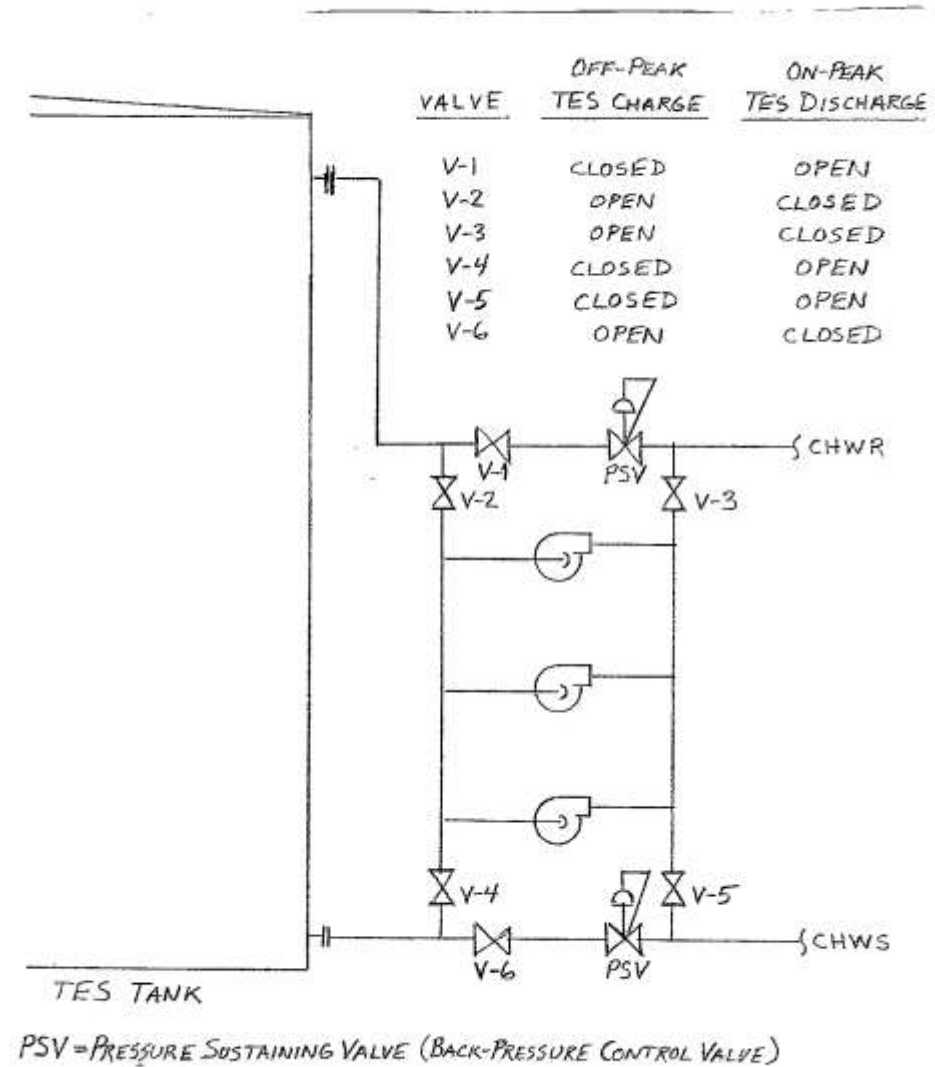 OFF-PEAK ON-PEAK
VALVE TES CHARGE TES DISCHARGE
V-1 CLOSED OPEN
V-2 OPEN CLOSED
V-3 OPEN CLOSED
V-4 CLOSED OPEN
V-5 CLOSED OPEN
V-6 OPEN CLOSED
CHWR
V-1 PSV
V-2 V-3
V-4 V-5
CHWS
V-6 PSV
TES TANK
PSV = PRESSURE SUSTAINING VALVE (BACK-PRESSURE CONTROL VALVE)